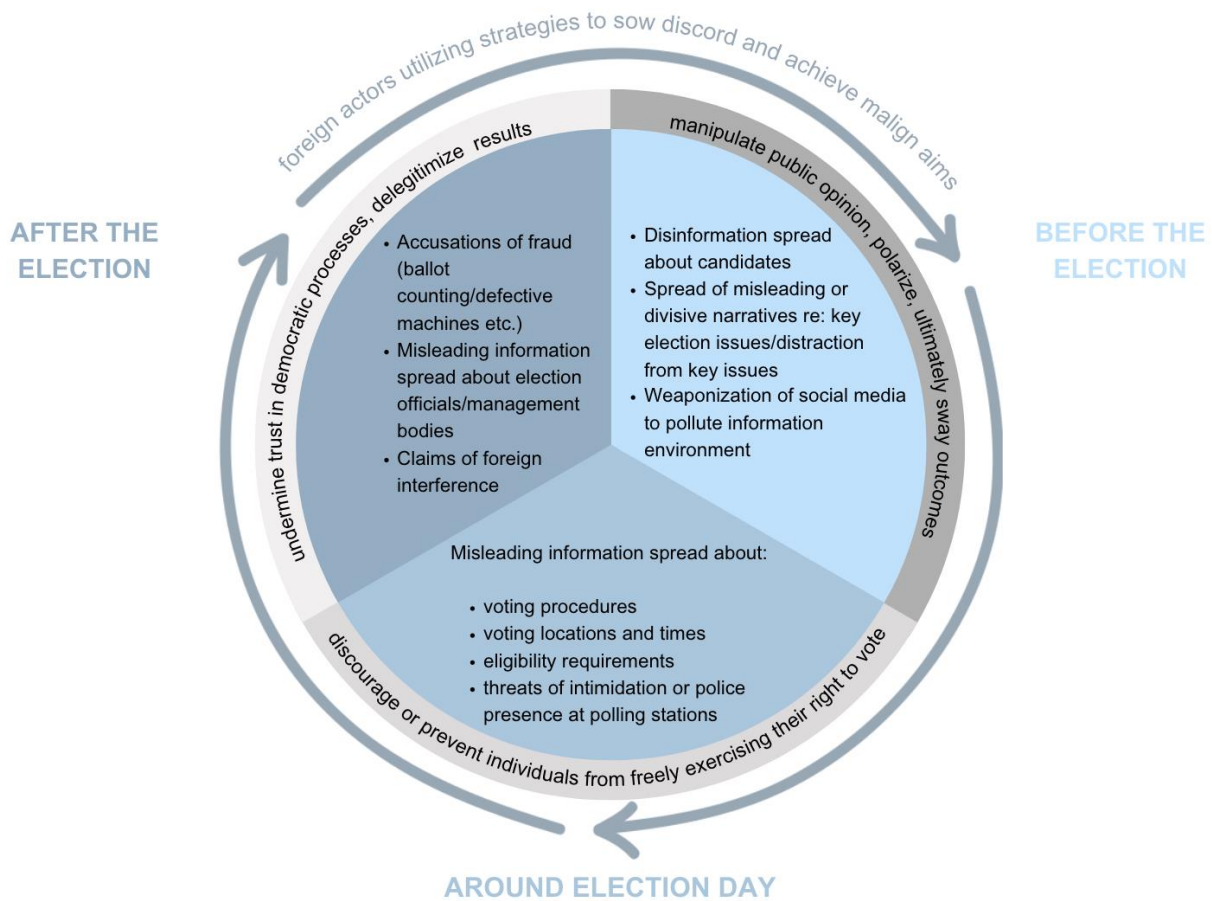 foreign actors utilizing strategies to sow discord and achieve malign aims
undermine trust in democratic processes, delegitimize results
manipulate public opinion, polarize, ultimately sway outcomes
AFTER THE
ELECTION
• Accusations of fraud
(ballot
counting/defective
machines etc.)
• Misleading information
spread about election
officials/management
bodies
• Claims of foreign
interference
• Disinformation spread
about candidates
• Spread of misleading or
divisive narratives re: key
election issues/distraction
from key issues
• Weaponization of social media
to pollute information
environment
BEFORE THE
ELECTION
Misleading information spread about:
• voting procedures
• voting locations and times
• eligibility requirements
• threats of intimidation or police
presence at polling stations
discourage or prevent individuals from freely exercising their right to vote
AROUND ELECTION DAY